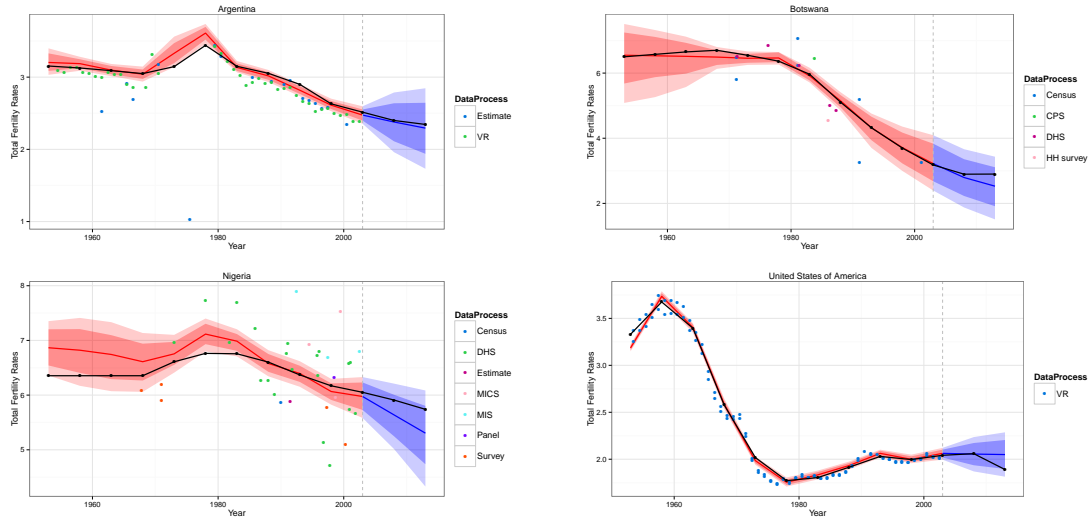 Argentina
Total Fertility Rates
3
2
1
1960
1980
2000
Year
DataProcess
Estimate
VR
Botswana
Total Fertility Rates
6
4
2
1960
1980
2000
Year
DataProcess
Census
CPS
DHS
HH survey
Nigeria
Total Fertility Rates
8
7
6
5
1960
1980
2000
Year
DataProcess
Census
DHS
Estimate
MICS
MIS
Panel
Survey
United States of America
Total Fertility Rates
3.5
3.0
2.5
2.0
1960
1980
2000
Year
DataProcess
VR